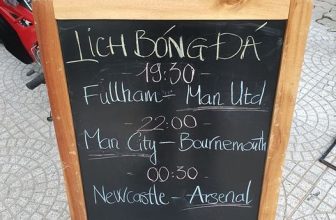 LỊCH BÓNG ĐÁ
19:30
Fullham - Man Utd
- 22:00 -
Man City - Bournemouth
- 00:30 -
Newcastle - Arsenal